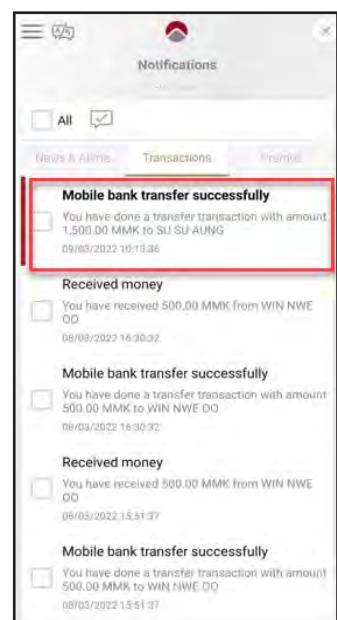 Notifications
All
News & Alerts Transactions Promos
Mobile bank transfer successfully
You have done a transfer transaction with amount
1,500.00 MMK to SU SU AUNG
09/03/2022 10:13:36
Received money
You have received 500.00 MMK from WIN NWE
OO
08/03/2022 16:30:32
Mobile bank transfer successfully
You have done a transfer transaction with amount
500.00 MMK to WIN NWE OO
08/03/2022 16:30:32
Received money
You have received 500.00 MMK from WIN NWE
OO
08/03/2022 15:51:37
Mobile bank transfer successfully
You have done a transfer transaction with amount
500.00 MMK to WIN NWE OO
08/03/2022 15:51:37